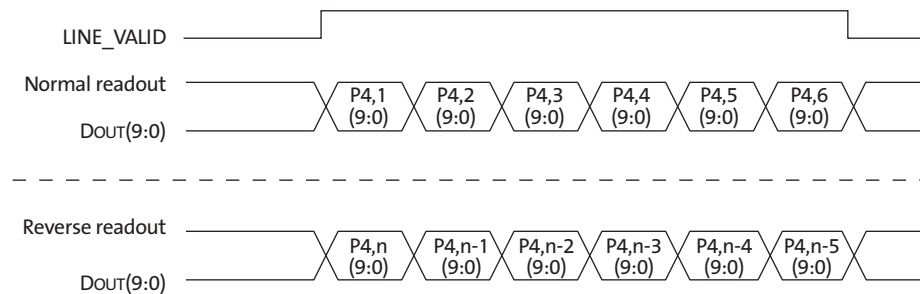 LINE_VALID
Normal readout
P4,1 P4,2 P4,3 P4,4 P4,5 P4,6
(9:0) (9:0) (9:0) (9:0) (9:0) (9:0)
DOUT(9:0)
Reverse readout
P4,n P4,n-1 P4,n-2 P4,n-3 P4,n-4 P4,n-5
(9:0) (9:0) (9:0) (9:0) (9:0) (9:0)
DOUT(9:0)